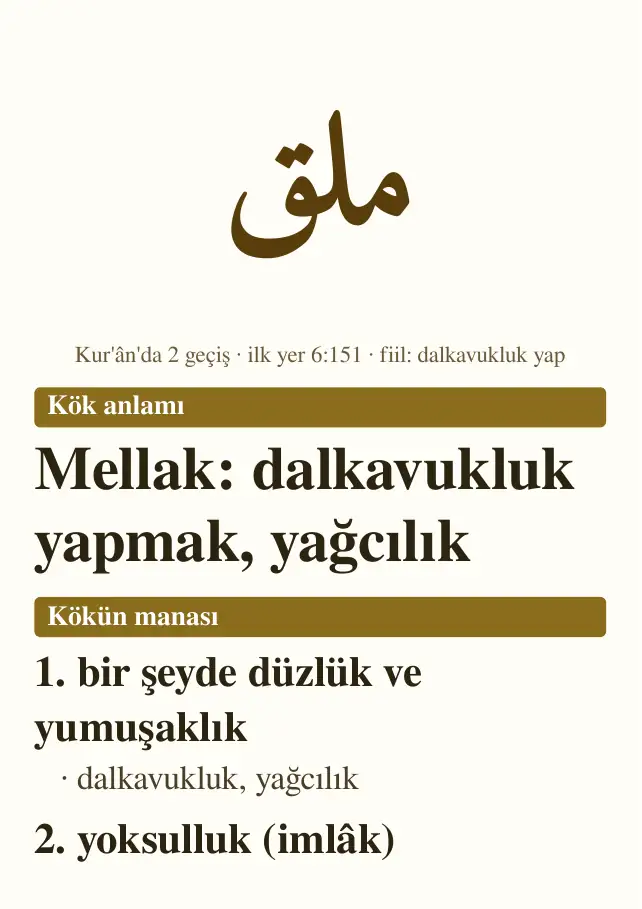 ملق
Kur'ân'da 2 geçiş · ilk yer 6:151 · fiil: dalkavukluk yap
Kök anlamı
Mellak: dalkavukluk
yapmak, yağcılık
Kökün manası
1. bir şeyde düzlük ve
yumuşaklık
· dalkavukluk, yağcılık
2. yoksulluk (imlâk)